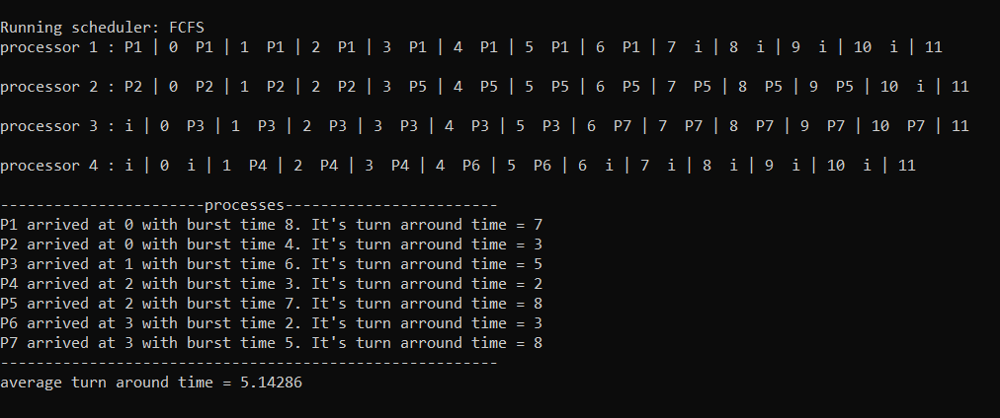 Running scheduler: FCFS
processor 1 : P1 | 0  P1 | 1  P1 | 2  P1 | 3  P1 | 4  P1 | 5  P1 | 6  P1 | 7  i | 8  i | 9  i | 10  i | 11
processor 2 : P2 | 0  P2 | 1  P2 | 2  P2 | 3  P5 | 4  P5 | 5  P5 | 6  P5 | 7  P5 | 8  P5 | 9  P5 | 10  i | 11
processor 3 : i | 0  P3 | 1  P3 | 2  P3 | 3  P3 | 4  P3 | 5  P3 | 6  P7 | 7  P7 | 8  P7 | 9  P7 | 10  P7 | 11
processor 4 : i | 0  i | 1  P4 | 2  P4 | 3  P4 | 4  P6 | 5  P6 | 6  i | 7  i | 8  i | 9  i | 10  i | 11
-----------------------processes------------------------
P1 arrived at 0 with burst time 8. It's turn arround time = 7
P2 arrived at 0 with burst time 4. It's turn arround time = 3
P3 arrived at 1 with burst time 6. It's turn arround time = 5
P4 arrived at 2 with burst time 3. It's turn arround time = 2
P5 arrived at 2 with burst time 7. It's turn arround time = 8
P6 arrived at 3 with burst time 2. It's turn arround time = 3
P7 arrived at 3 with burst time 5. It's turn arround time = 8
--------------------------------------------------------
average turn around time = 5.14286